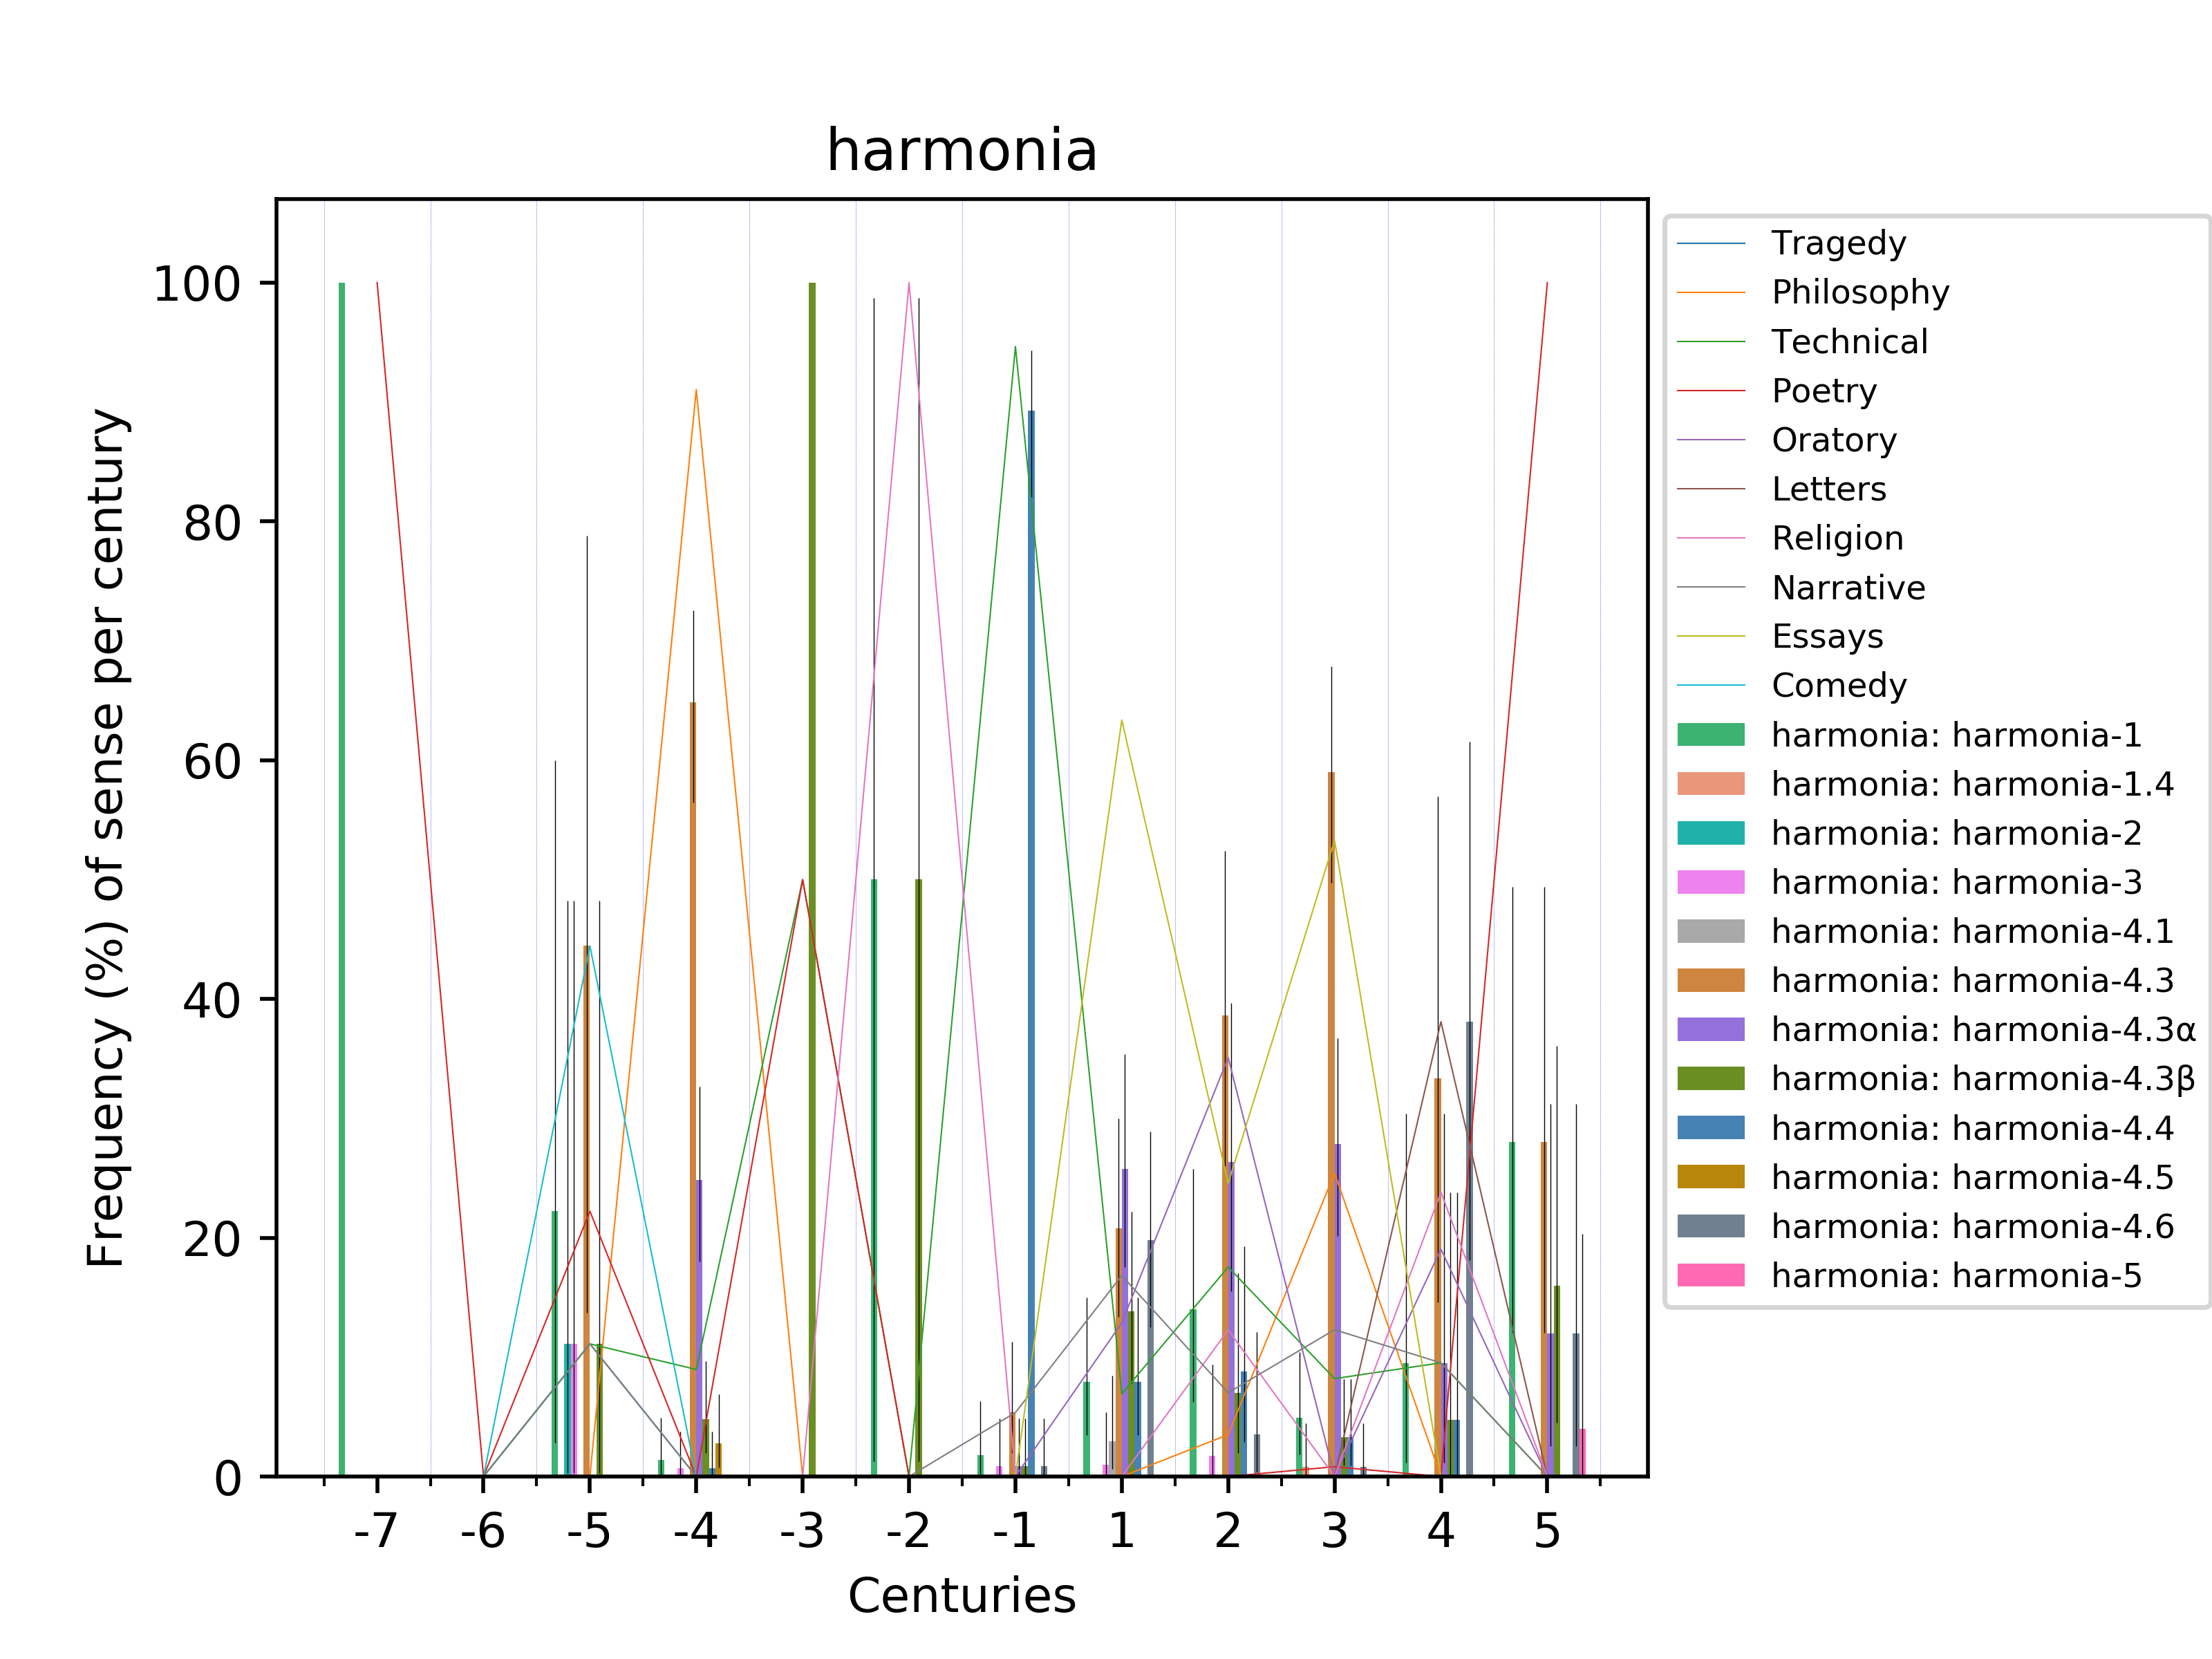 harmonia
Frequency (%) of sense per century
100
80
60
40
20
0
-7 -6 -5 -4 -3 -2 -1 1 2 3 4 5
Centuries
Tragedy
Philosophy
Technical
Poetry
Oratory
Letters
Religion
Narrative
Essays
Comedy
harmonia: harmonia-1
harmonia: harmonia-1.4
harmonia: harmonia-2
harmonia: harmonia-3
harmonia: harmonia-4.1
harmonia: harmonia-4.3
harmonia: harmonia-4.3α
harmonia: harmonia-4.3β
harmonia: harmonia-4.4
harmonia: harmonia-4.5
harmonia: harmonia-4.6
harmonia: harmonia-5